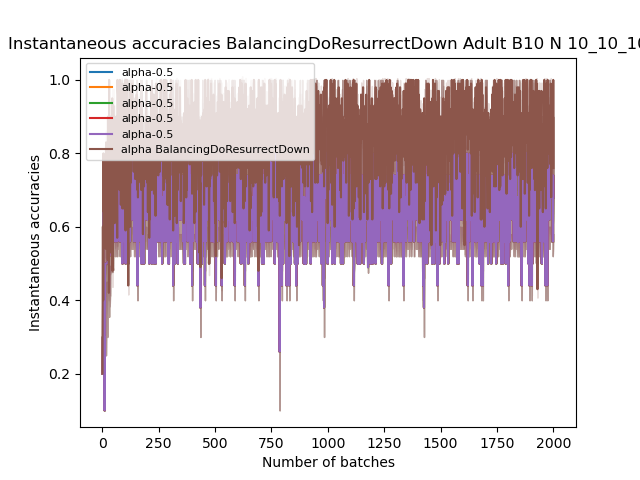 Instantaneous accuracies BalancingDoResurrectDown Adult B10 N 10_10_10
alpha-0.5
alpha-0.5
alpha-0.5
alpha-0.5
alpha-0.5
alpha BalancingDoResurrectDown
1.0
0.8
0.6
0.4
0.2
Instantaneous accuracies
0 250 500 750 1000 1250 1500 1750 2000
Number of batches